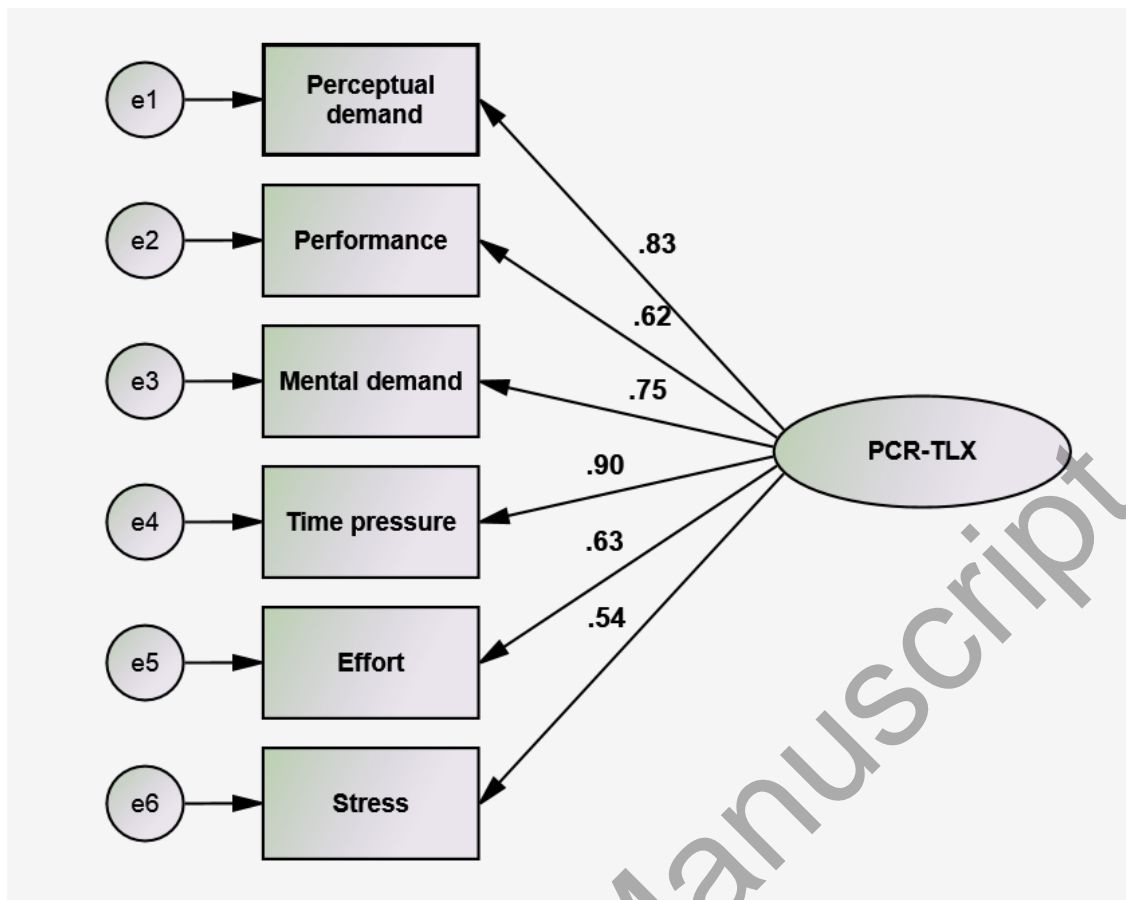 e1
Perceptual
demand
.83
e2
Performance
.62
e3
Mental demand
.75
PCR-TLX
e4
Time pressure
.90
e5
Effort
.63
e6
Stress
.54
Manuscript